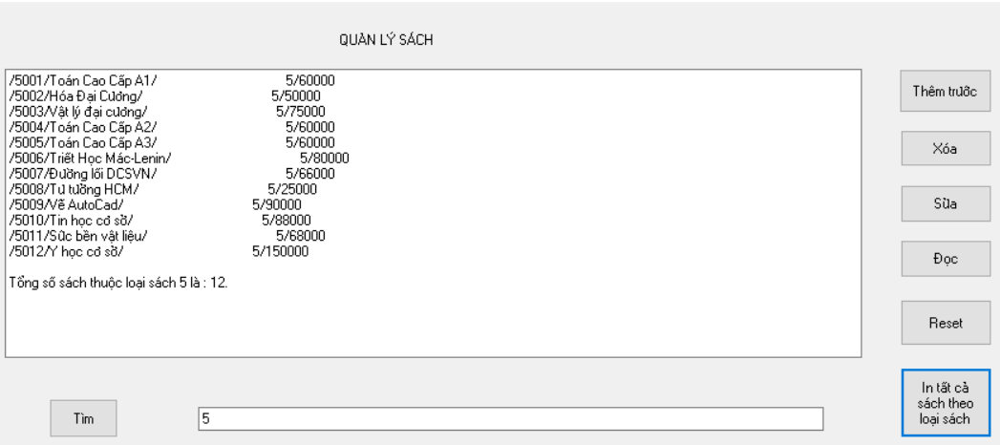 QUẢN LÝ SÁCH
/5001/Toán Cao Cấp A1/ 5/60000
/5002/Hóa Đại Cương/ 5/50000
/5003/Vật lý đại cương/ 5/75000
/5004/Toán Cao Cấp A2/ 5/60000
/5005/Toán Cao Cấp A3/ 5/60000
/5006/Triết Học Mác-Lenin/ 5/80000
/5007/Đường lối DCSVN/ 5/66000
/5008/Tư tưởng HCM/ 5/25000
/5009/Vẽ AutoCad/ 5/90000
/5010/Tin học cơ sở/ 5/88000
/5011/Sức bền vật liệu/ 5/68000
/5012/Y học cơ sở/ 5/150000
Tổng số sách thuộc loại sách 5 là : 12.
Thêm trước
Xóa
Sửa
Đọc
Reset
In tất cả
sách theo
loại sách
Tìm
5